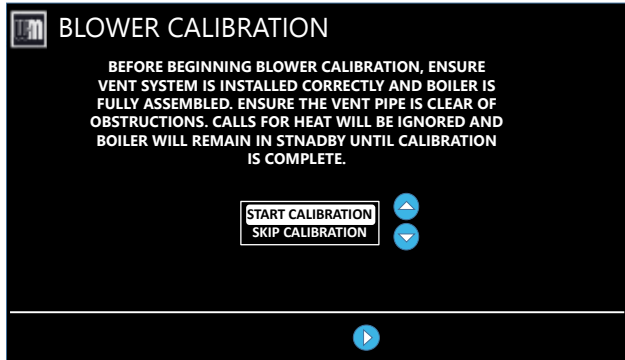 BLOWER CALIBRATION
BEFORE BEGINNING BLOWER CALIBRATION, ENSURE
VENT SYSTEM IS INSTALLED CORRECTLY AND BOILER IS
FULLY ASSEMBLED. ENSURE THE VENT PIPE IS CLEAR OF
OBSTRUCTIONS. CALLS FOR HEAT WILL BE IGNORED AND
BOILER WILL REMAIN IN STNADBY UNTIL CALIBRATION
IS COMPLETE.
START CALIBRATION
SKIP CALIBRATION